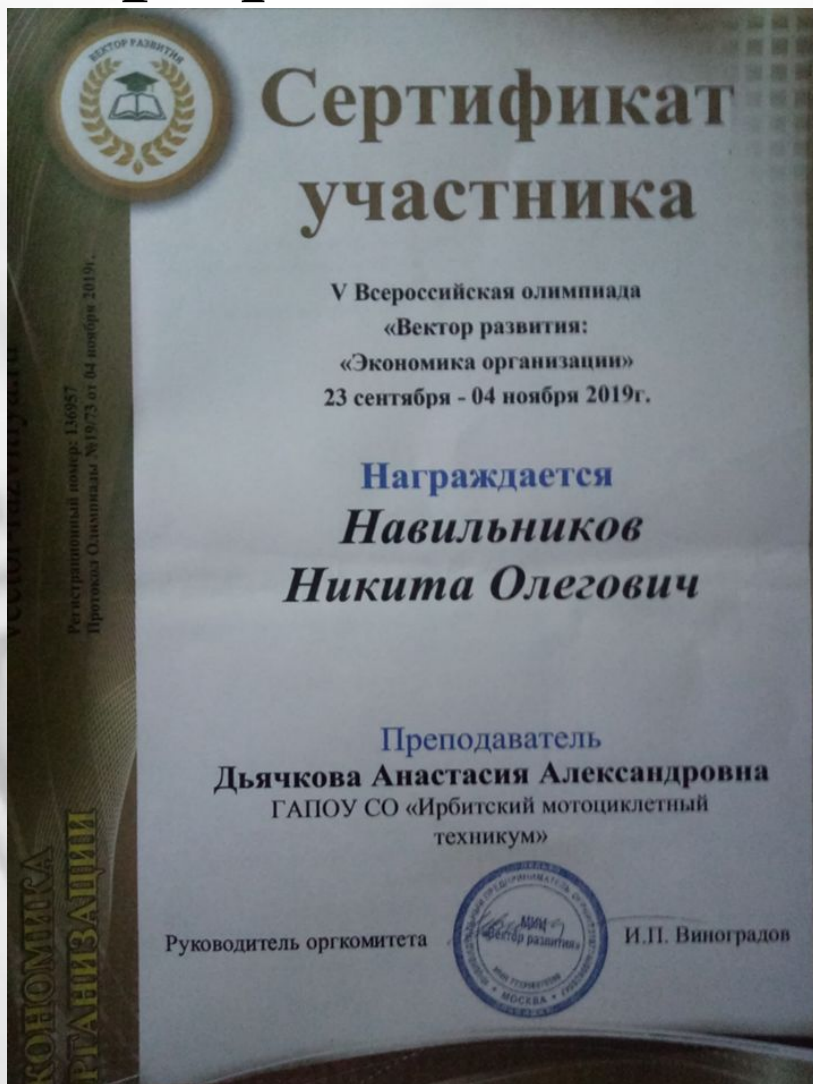 ВЕКТОР РАЗВИТИЯ
Сертификат
участника
V Всероссийская олимпиада
«Вектор развития:
«Экономика организации»
23 сентября - 04 ноября 2019г.
Награждается
Навильников
Никита Олегович
Преподаватель
Дьячкова Анастасия Александровна
ГАПОУ СО «Ирбитский мотоциклетный
техникум»
Руководитель оргкомитета
МИЦ
«Вектор развития»
МОСКВА
И.П. Виноградов
Регистрационный номер: 136957
Протокол Олимпиады №19/73 от 04 ноября 2019г.